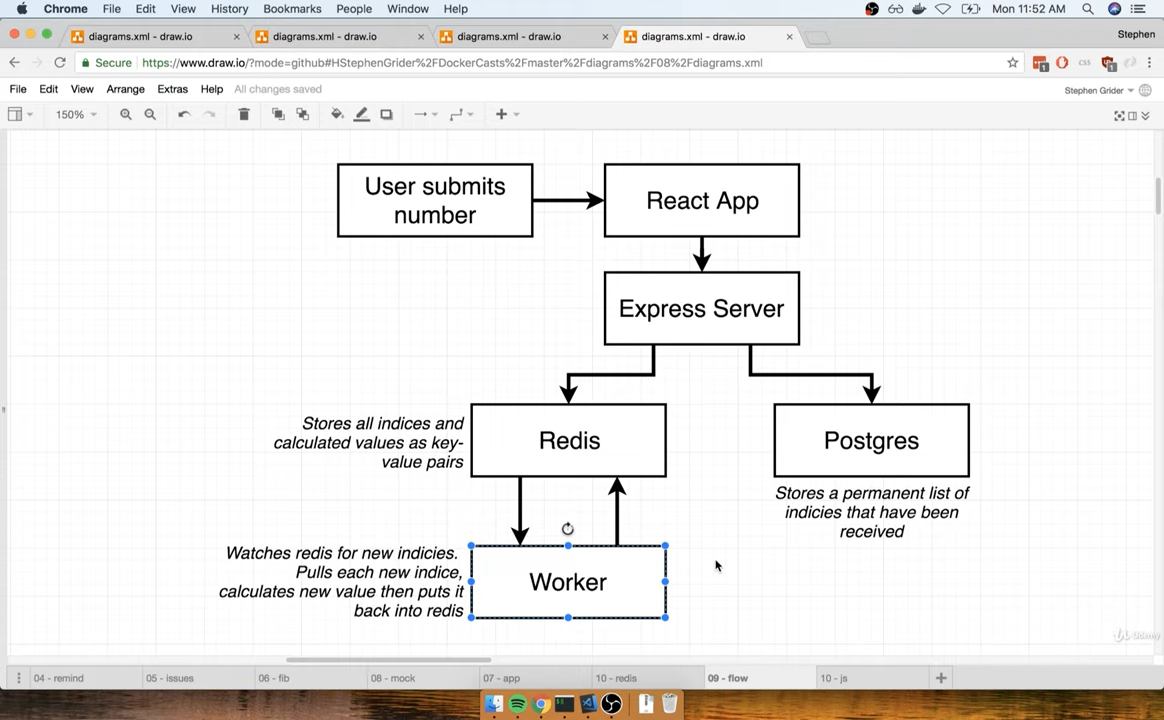 Chrome File Edit View History Bookmarks People Window Help Mon 11:52 AM
diagrams.xml - draw.io diagrams.xml - draw.io diagrams.xml - draw.io diagrams.xml - draw.io Stephen
Secure https://www.draw.io/?mode=github#HStephenGrider%2FDockerCasts%2Fmaster%2Fdiagrams%2F08%2Fdiagrams.xml
File Edit View Arrange Extras Help All changes saved Stephen Grider
150%
User submits
number
React App
Express Server
Stores all indices and
calculated values as key-
value pairs
Redis
Postgres
Stores a permanent list of
indicies that have been
received
Watches redis for new indicies.
Pulls each new indice,
calculates new value then puts it
back into redis
Worker
Udemy
04 - remind 05 - issues 06 - fib 08 - mock 07 - app 10 - redis 09 - flow 10 - js